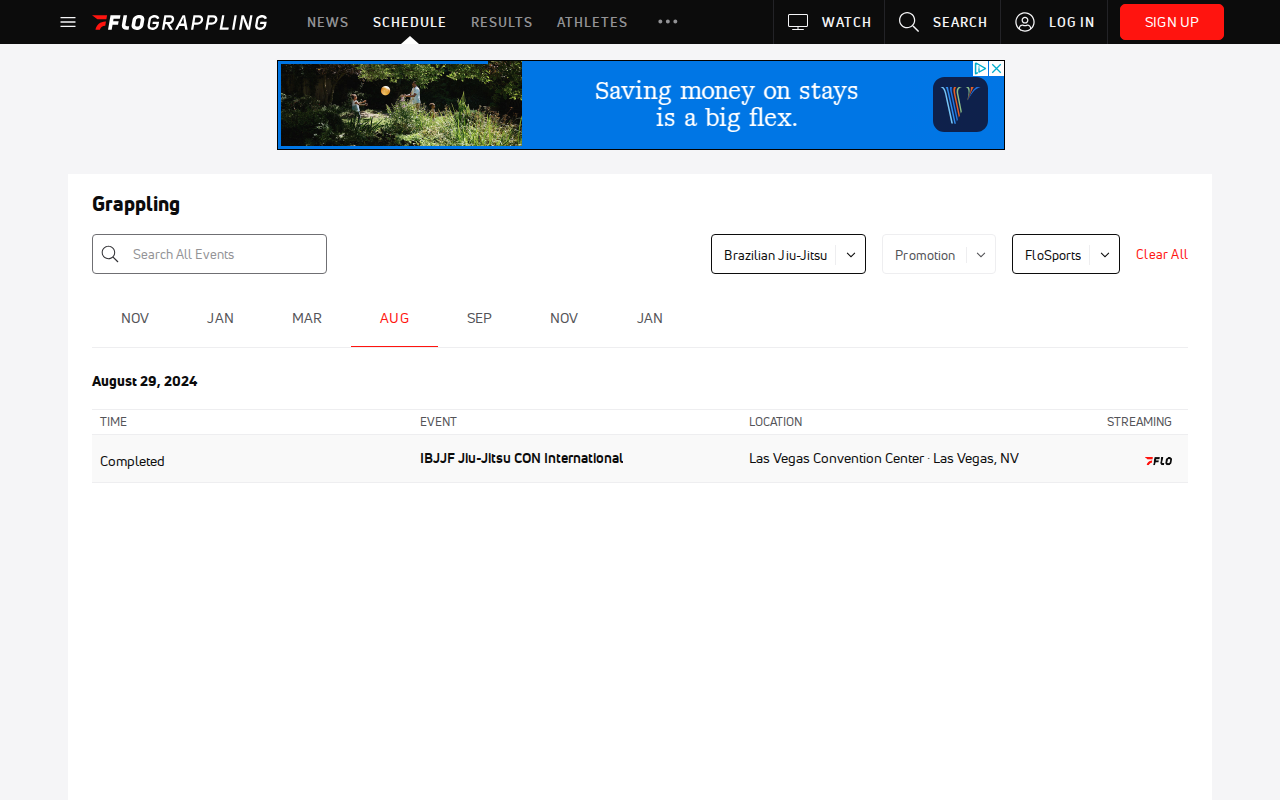 FLOGRAPPLING NEWS SCHEDULE RESULTS ATHLETES WATCH SEARCH LOG IN SIGN UP
Saving money on stays
is a big flex.
Grappling
Search All Events Brazilian Jiu-Jitsu Promotion FloSports Clear All
NOV JAN MAR AUG SEP NOV JAN
August 29, 2024
TIME EVENT LOCATION STREAMING
Completed IBJJF Jiu-Jitsu CON International Las Vegas Convention Center · Las Vegas, NV FLO